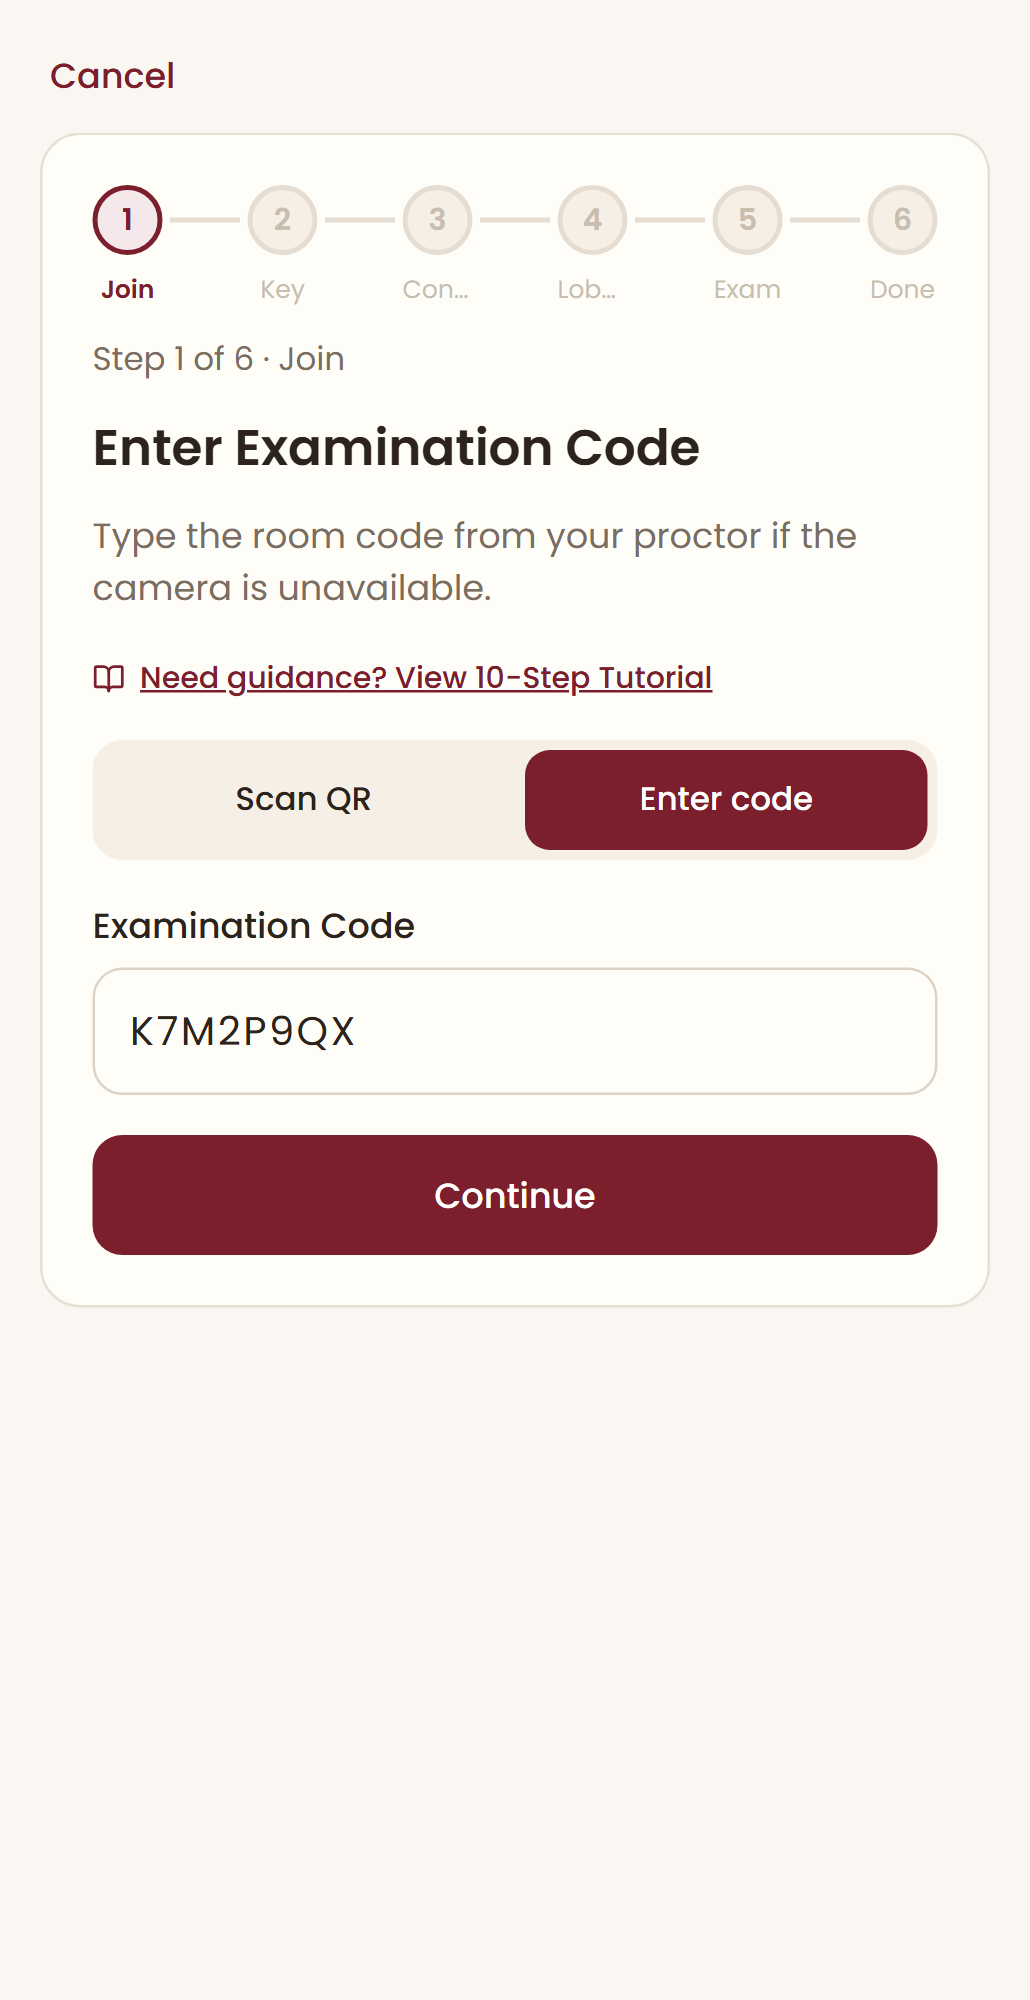 Cancel
1 2 3 4 5 6
Join Key Con... Lob... Exam Done
Step 1 of 6 · Join
Enter Examination Code
Type the room code from your proctor if the
camera is unavailable.
Need guidance? View 10-Step Tutorial
Scan QR Enter code
Examination Code
K7M2P9QX
Continue